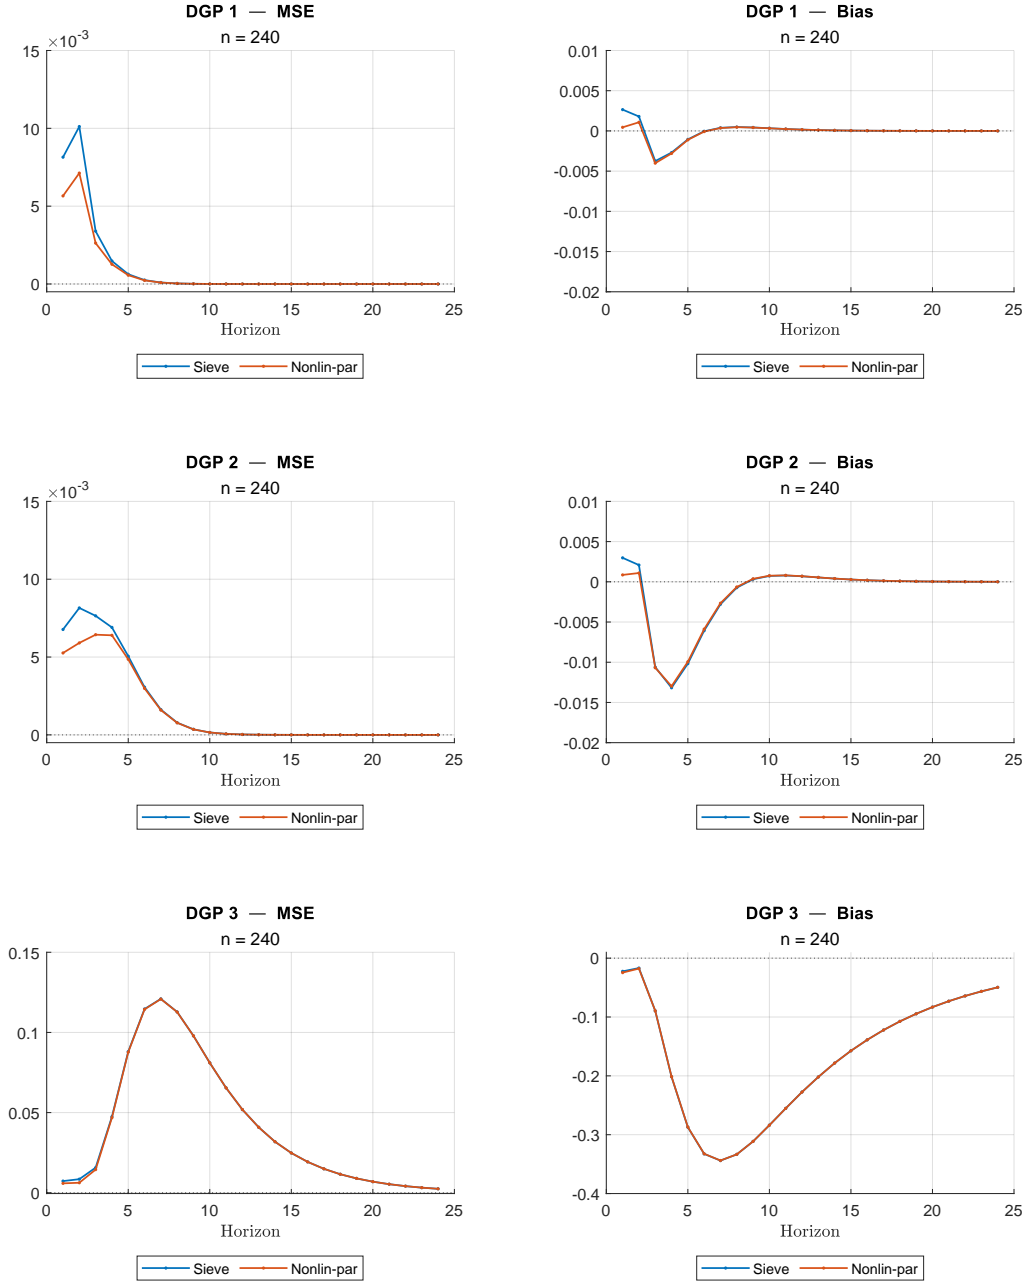 DGP 1 — MSE
n = 240
×10⁻³
15
10
5
0
0 5 10 15 20 25
Horizon
Sieve Nonlin-par
DGP 1 — Bias
n = 240
0.01
0.005
0
-0.005
-0.01
-0.015
-0.02
0 5 10 15 20 25
Horizon
Sieve Nonlin-par
DGP 2 — MSE
n = 240
×10⁻³
15
10
5
0
0 5 10 15 20 25
Horizon
Sieve Nonlin-par
DGP 2 — Bias
n = 240
0.01
0.005
0
-0.005
-0.01
-0.015
-0.02
0 5 10 15 20 25
Horizon
Sieve Nonlin-par
DGP 3 — MSE
n = 240
0.15
0.1
0.05
0
0 5 10 15 20 25
Horizon
Sieve Nonlin-par
DGP 3 — Bias
n = 240
0
-0.1
-0.2
-0.3
-0.4
0 5 10 15 20 25
Horizon
Sieve Nonlin-par